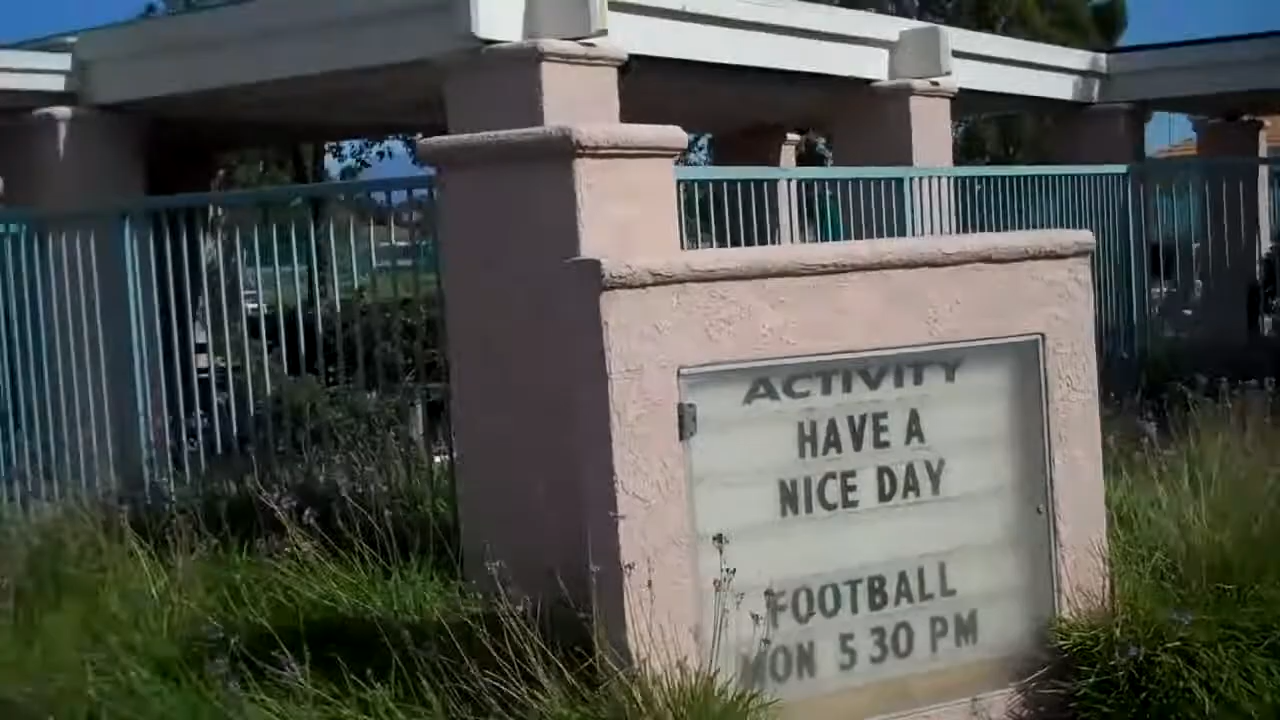 ACTIVITY
HAVE A
NICE DAY
FOOTBALL
MON 5 30 PM